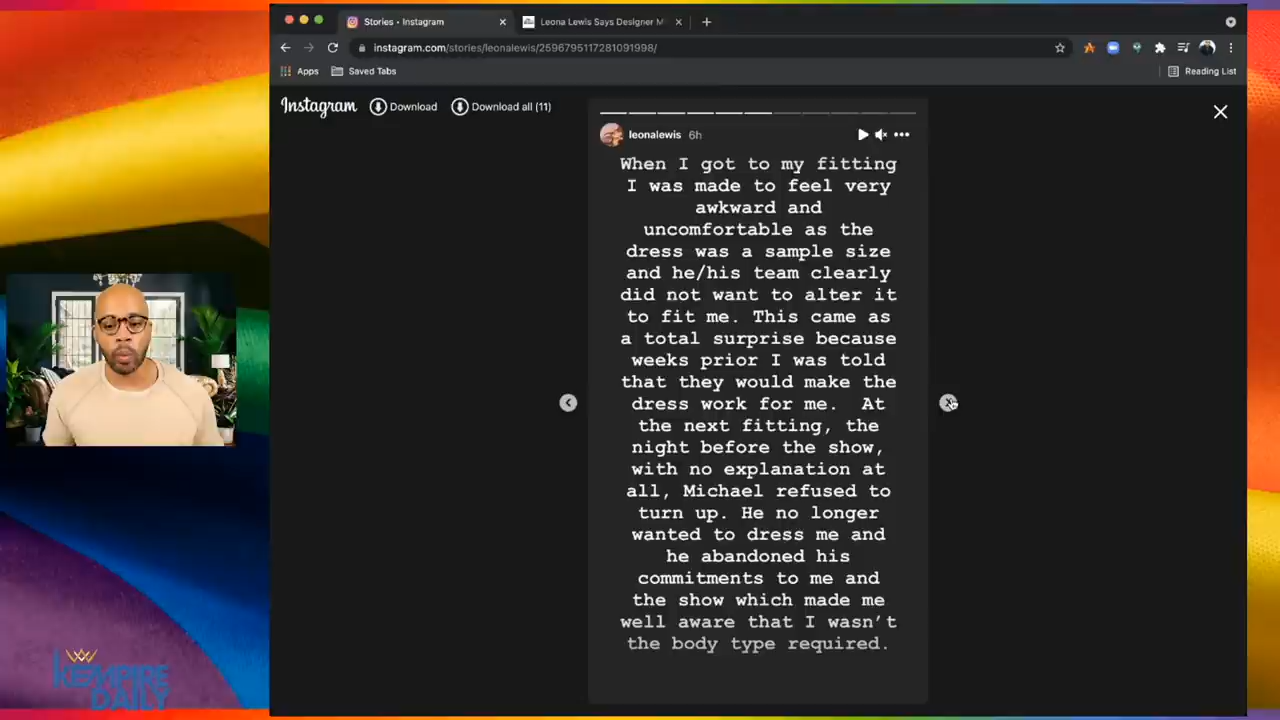 Stories • Instagram
Leona Lewis Says Designer M
instagram.com/stories/leonalewis/2596795117281091998/
Apps
Saved Tabs
Reading List
Instagram
Download
Download all (11)
leonalewis 6h
When I got to my fitting
I was made to feel very
awkward and
uncomfortable as the
dress was a sample size
and he/his team clearly
did not want to alter it
to fit me. This came as
a total surprise because
weeks prior I was told
that they would make the
dress work for me. At
the next fitting, the
night before the show,
with no explanation at
all, Michael refused to
turn up. He no longer
wanted to dress me and
he abandoned his
commitments to me and
the show which made me
well aware that I wasn't
the body type required.
KEMPIRE
DAILY